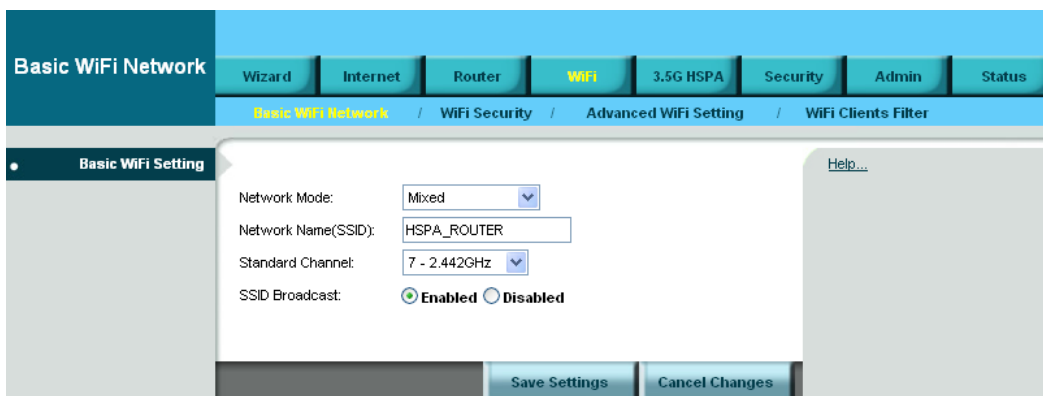 Basic WiFi Network
Wizard Internet Router WiFi 3.5G HSPA Security Admin Status
Basic WiFi Network / WiFi Security / Advanced WiFi Setting / WiFi Clients Filter
Basic WiFi Setting
Help...
Network Mode: Mixed
Network Name(SSID): HSPA_ROUTER
Standard Channel: 7 - 2.442GHz
SSID Broadcast: Enabled Disabled
Save Settings Cancel Changes